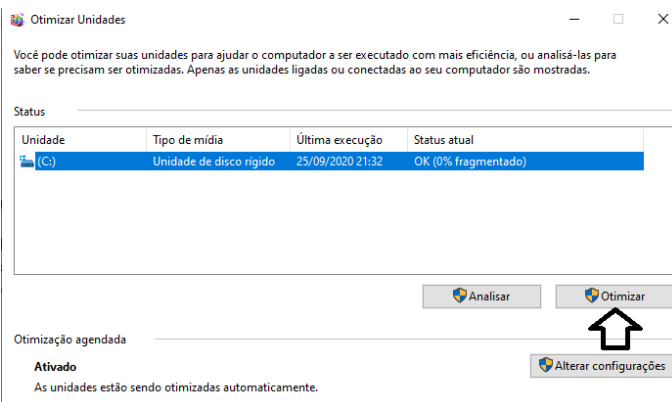 Otimizar Unidades
Você pode otimizar suas unidades para ajudar o computador a ser executado com mais eficiência, ou analisá-las para
saber se precisam ser otimizadas. Apenas as unidades ligadas ou conectadas ao seu computador são mostradas.
Status
Unidade Tipo de mídia Última execução Status atual
(C:) Unidade de disco rígido 25/09/2020 21:32 OK (0% fragmentado)
Analisar Otimizar
Otimização agendada
Ativado Alterar configurações
As unidades estão sendo otimizadas automaticamente.